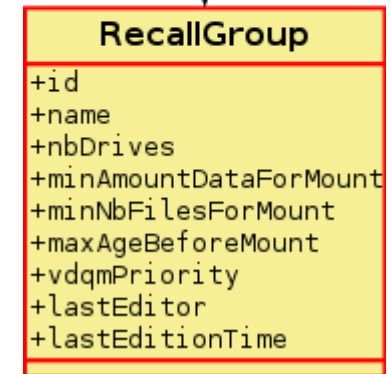 RecallGroup
+id
+name
+nbDrives
+minAmountDataForMount
+minNbFilesForMount
+maxAgeBeforeMount
+vdqmPriority
+lastEditor
+lastEditionTime